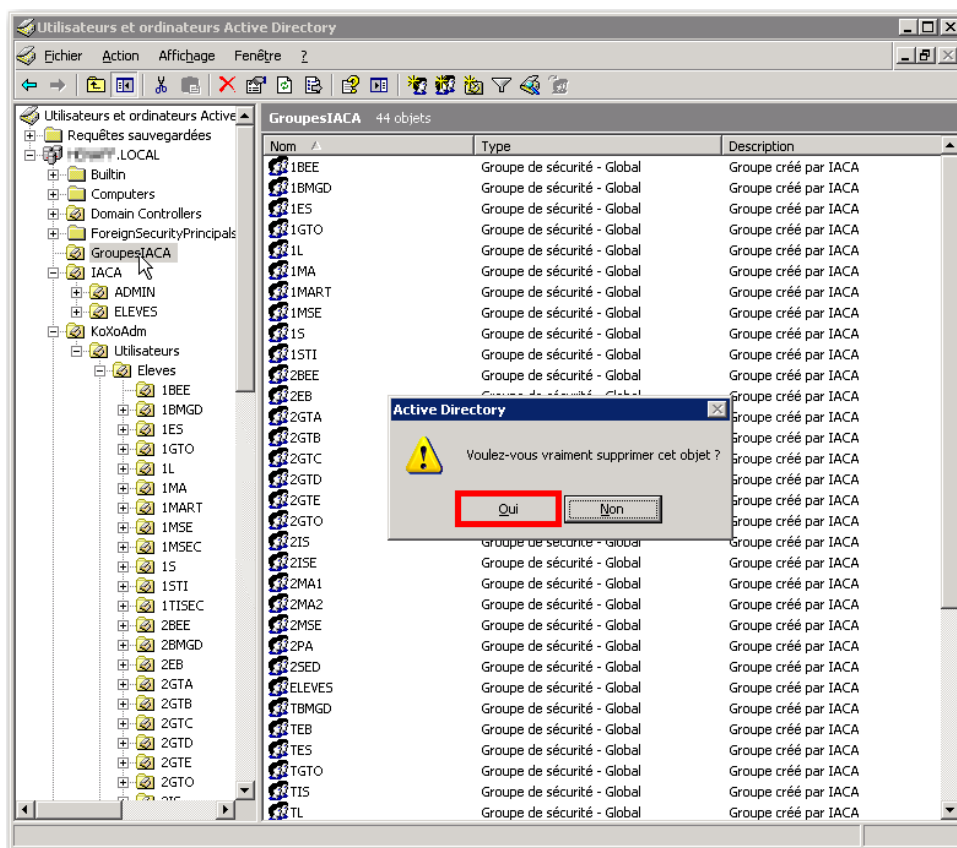 Utilisateurs et ordinateurs Active Directory
Fichier Action Affichage Fenêtre ?
Utilisateurs et ordinateurs Active
Requêtes sauvegardées
.LOCAL
Builtin
Computers
Domain Controllers
ForeignSecurityPrincipals
GroupesIACA
IACA
ADMIN
ELEVES
KoXoAdm
Utilisateurs
Eleves
1BEE
1BMGD
1ES
1GTO
1L
1MA
1MART
1MSE
1MSEC
1S
1STI
1TISEC
2BEE
2BMGD
2EB
2GTA
2GTB
2GTC
2GTD
2GTE
2GTO
GroupesIACA 44 objets
Nom Type Description
1BEE Groupe de sécurité - Global Groupe créé par IACA
1BMGD Groupe de sécurité - Global Groupe créé par IACA
1ES Groupe de sécurité - Global Groupe créé par IACA
1GTO Groupe de sécurité - Global Groupe créé par IACA
1L Groupe de sécurité - Global Groupe créé par IACA
1MA Groupe de sécurité - Global Groupe créé par IACA
1MART Groupe de sécurité - Global Groupe créé par IACA
1MSE Groupe de sécurité - Global Groupe créé par IACA
1S Groupe de sécurité - Global Groupe créé par IACA
1STI Groupe de sécurité - Global Groupe créé par IACA
2BEE Groupe de sécurité - Global Groupe créé par IACA
2EB Groupe de sécurité - Global Groupe créé par IACA
2GTA Groupe créé par IACA
2GTB Groupe créé par IACA
2GTC Groupe créé par IACA
2GTD Groupe créé par IACA
2GTE Groupe créé par IACA
2GTO Groupe créé par IACA
2IS Groupe de sécurité - Global Groupe créé par IACA
2ISE Groupe de sécurité - Global Groupe créé par IACA
2MA1 Groupe de sécurité - Global Groupe créé par IACA
2MA2 Groupe de sécurité - Global Groupe créé par IACA
2MSE Groupe de sécurité - Global Groupe créé par IACA
2PA Groupe de sécurité - Global Groupe créé par IACA
2SED Groupe de sécurité - Global Groupe créé par IACA
ELEVES Groupe de sécurité - Global Groupe créé par IACA
TBMGD Groupe de sécurité - Global Groupe créé par IACA
TEB Groupe de sécurité - Global Groupe créé par IACA
TES Groupe de sécurité - Global Groupe créé par IACA
TGTO Groupe de sécurité - Global Groupe créé par IACA
TIS Groupe de sécurité - Global Groupe créé par IACA
TL Groupe de sécurité - Global Groupe créé par IACA
Active Directory
Voulez-vous vraiment supprimer cet objet ?
Oui Non